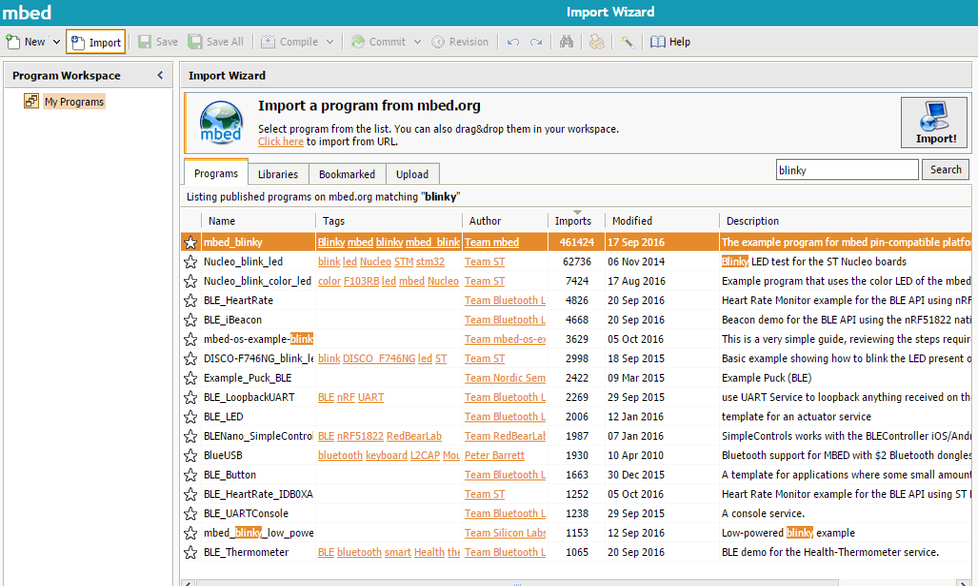 mbed Import Wizard
New Import Save Save All Compile Commit Revision Help
Program Workspace
My Programs
Import Wizard
mbed
Import a program from mbed.org
Select program from the list. You can also drag&drop them in your workspace.
Click here to import from URL.
Import!
Programs Libraries Bookmarked Upload
blinky Search
Listing published programs on mbed.org matching "blinky"
Name Tags Author Imports Modified Description
mbed_blinky Blinky mbed blinky mbed_blink Team mbed 461424 17 Sep 2016 The example program for mbed pin-compatible platfo
Nucleo_blink_led blink led Nucleo STM stm32 Team ST 62736 06 Nov 2014 Blinky LED test for the ST Nucleo boards
Nucleo_blink_color_led color F103RB led mbed Nucleo Team ST 7424 17 Aug 2016 Example program that uses the color LED of the mbed
BLE_HeartRate Team Bluetooth L 4826 20 Sep 2016 Heart Rate Monitor example for the BLE API using nRF
BLE_iBeacon Team Bluetooth L 4668 20 Sep 2016 Beacon demo for the BLE API using the nRF51822 nati
mbed-os-example-blink Team mbed-os-ex 3629 05 Oct 2016 This is a very simple guide, reviewing the steps requir
DISCO-F746NG_blink_le blink DISCO_F746NG led ST Team ST 2998 18 Sep 2015 Basic example showing how to blink the LED present o
Example_Puck_BLE Team Nordic Sem 2422 09 Mar 2015 Example Puck (BLE)
BLE_LoopbackUART BLE nRF UART Team Bluetooth L 2269 29 Sep 2015 use UART Service to loopback anything received on th
BLE_LED Team Bluetooth L 2006 12 Jan 2016 template for an actuator service
BLENano_SimpleControl BLE nRF51822 RedBearLab Team RedBearLab 1987 07 Jan 2016 SimpleControls works with the BLEController iOS/Andr
BlueUSB bluetooth keyboard L2CAP Mou Peter Barrett 1930 10 Apr 2010 Bluetooth support for MBED with $2 Bluetooth dongles
BLE_Button Team Bluetooth L 1663 30 Dec 2015 A template for applications where some small amount
BLE_HeartRate_IDB0XA Team ST 1252 05 Oct 2016 Heart Rate Monitor example for the BLE API using ST
BLE_UARTConsole Team Bluetooth L 1238 29 Sep 2015 A console service.
mbed_blinky_low_powe Team Silicon Labs 1153 12 Sep 2016 Low-powered blinky example
BLE_Thermometer BLE bluetooth smart Health the Team Bluetooth L 1065 20 Sep 2016 BLE demo for the Health-Thermometer service.